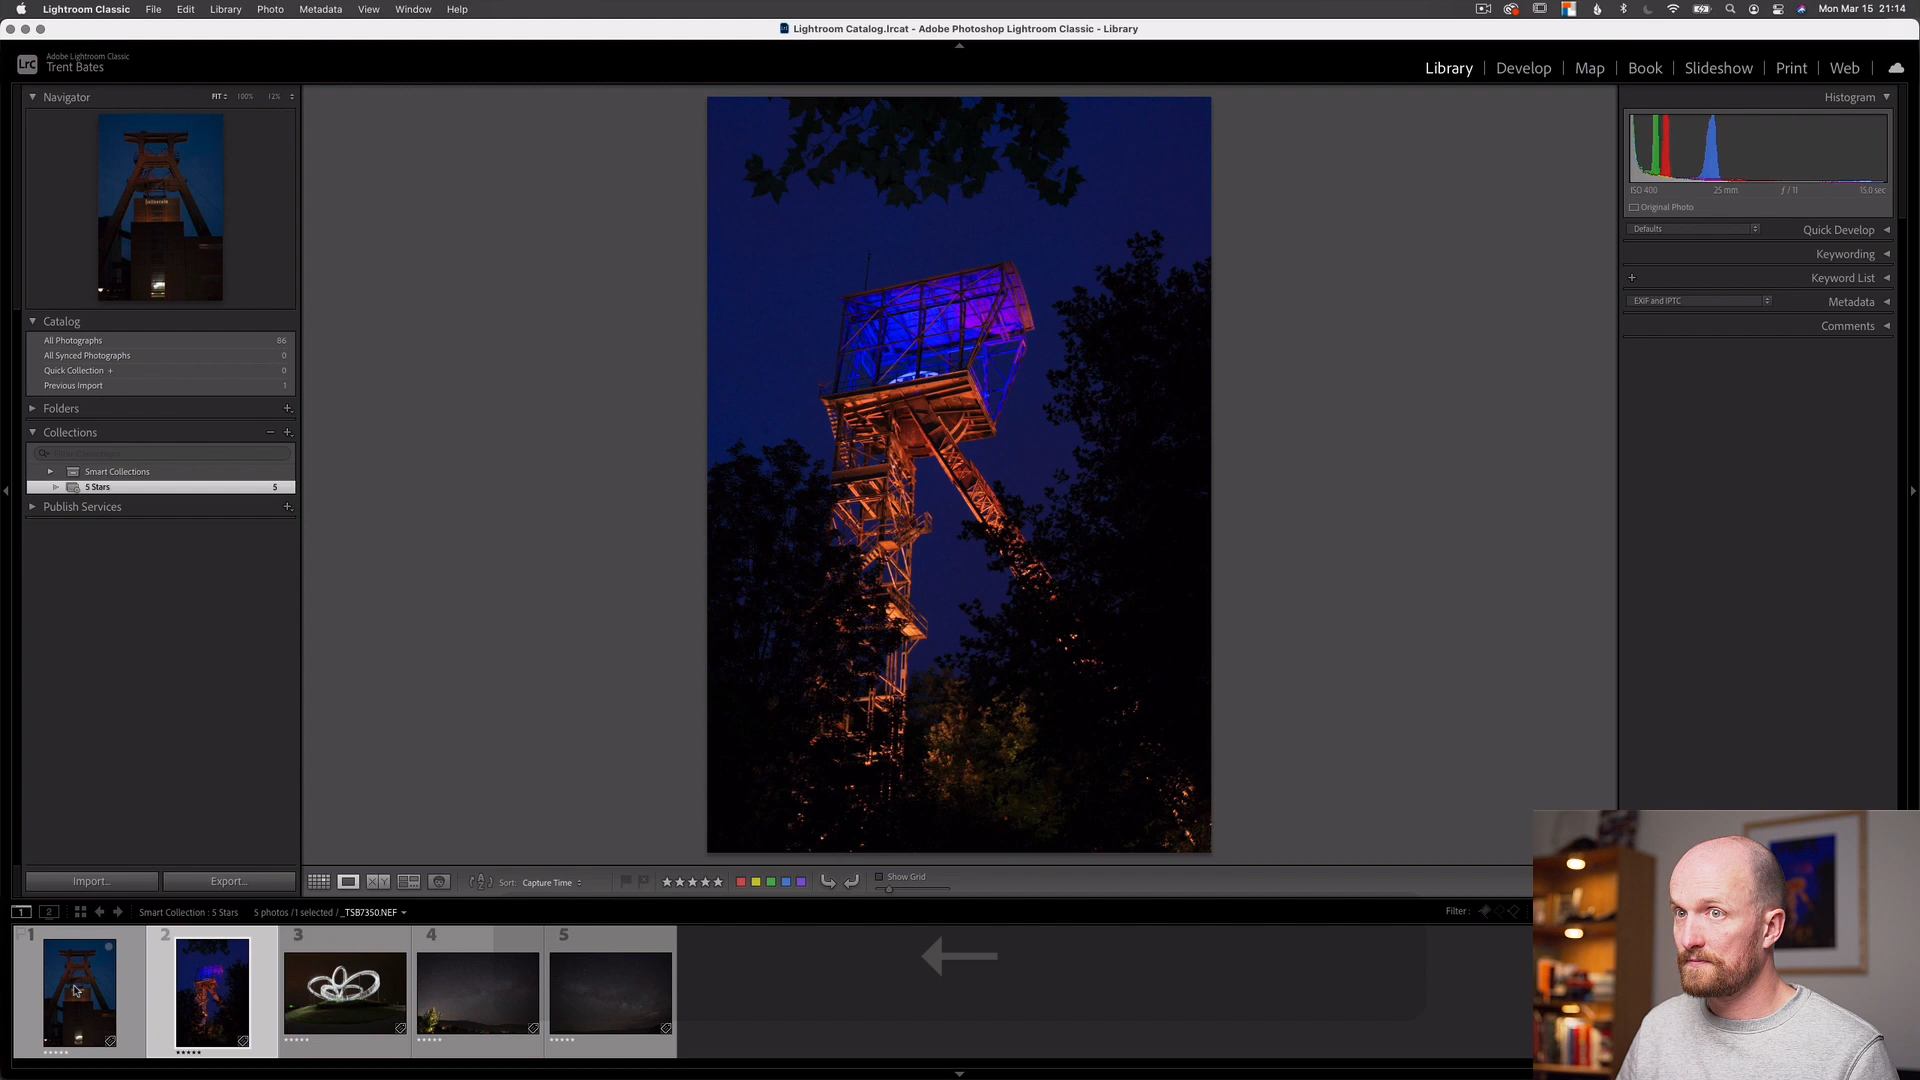 Lightroom Classic File Edit Library Photo Metadata View Window Help Mon Mar 15 21:14
Lightroom Catalog.lrcat - Adobe Photoshop Lightroom Classic - Library
LrC Adobe Lightroom Classic
Trent Bates
Library | Develop | Map | Book | Slideshow | Print | Web
Navigator FIT 100% 12%
Catalog
All Photographs 86
All Synced Photographs 0
Quick Collection + 0
Previous Import 1
Folders +
Collections − +
Smart Collections
5 Stars 5
Publish Services +
Import... Export...
Histogram
ISO 400 25 mm ƒ / 11 15.0 sec
Original Photo
Defaults Quick Develop
Keywording
+ Keyword List
EXIF and IPTC Metadata
Comments
XY Sort: Capture Time Show Grid
1 2 Smart Collection : 5 Stars 5 photos / 1 selected / _TSB7350.NEF Filter :
1 2 3 4 5